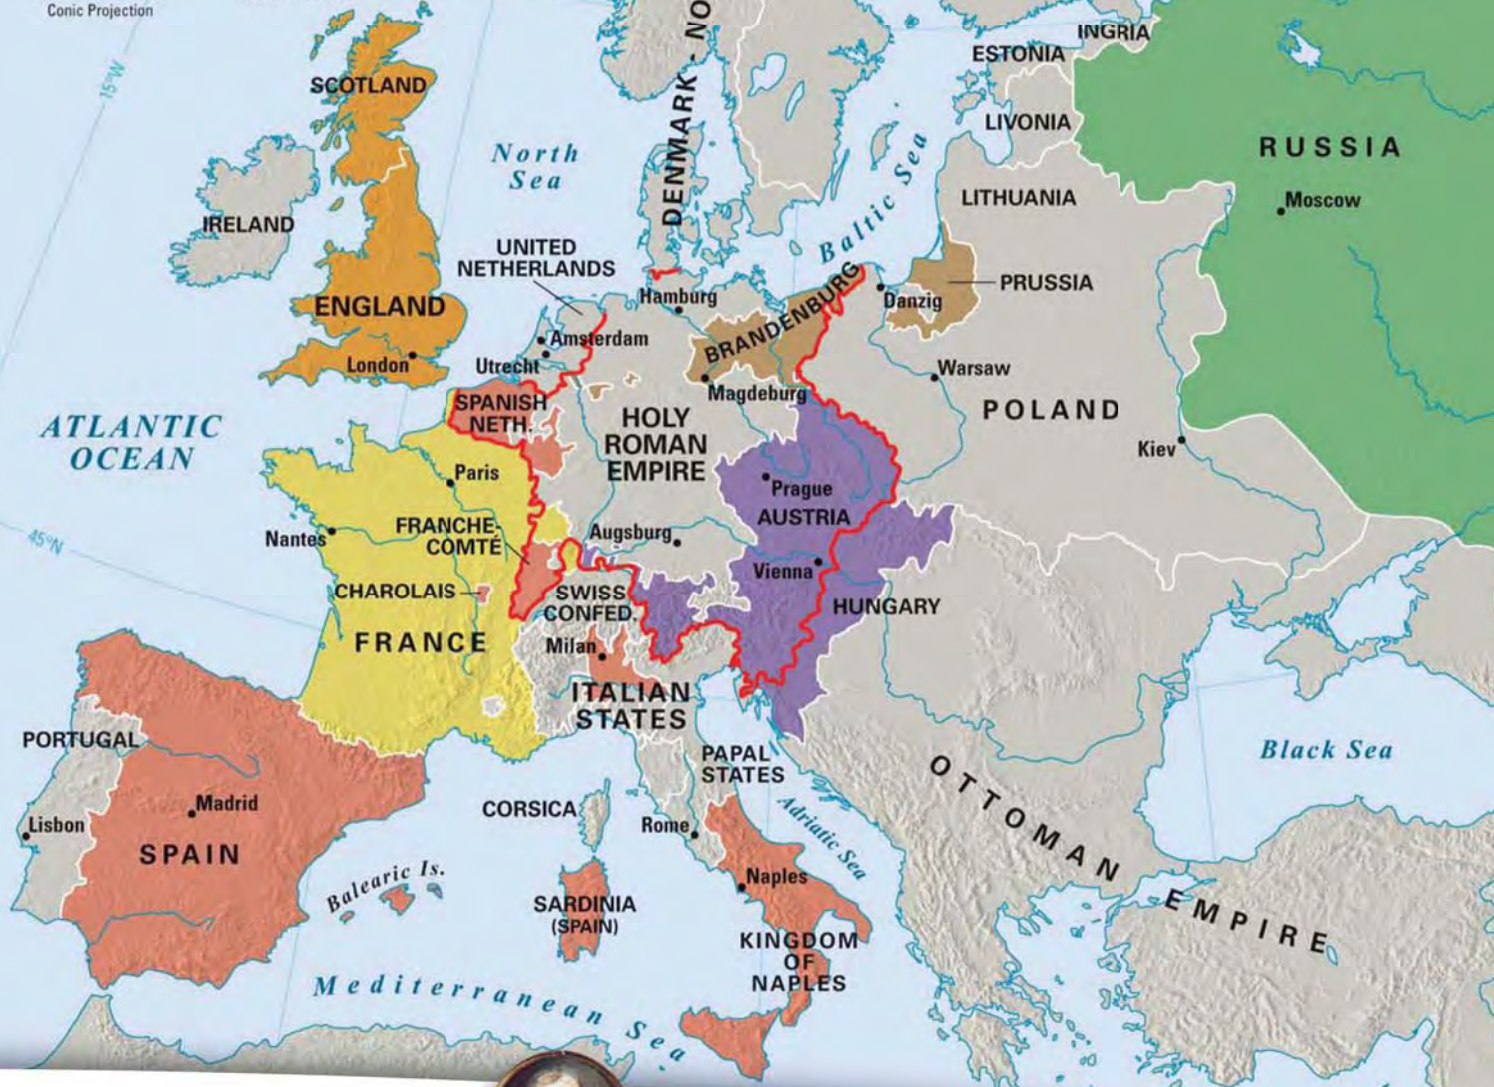 Conic Projection
15°W
45°N
SCOTLAND
North
Sea
IRELAND
ENGLAND
London
UNITED
NETHERLANDS
Amsterdam
Utrecht
SPANISH
NETH.
DENMARK - NO
Hamburg
BRANDENBURG
Magdeburg
Baltic Sea
ESTONIA
INGRIA
LIVONIA
LITHUANIA
RUSSIA
Moscow
PRUSSIA
Danzig
Warsaw
POLAND
Kiev
ATLANTIC
OCEAN
HOLY
ROMAN
EMPIRE
Prague
AUSTRIA
Augsburg
Vienna
HUNGARY
Paris
Nantes
FRANCHE-
COMTÉ
CHAROLAIS
FRANCE
SWISS
CONFED.
Milan
ITALIAN
STATES
PAPAL
STATES
CORSICA
Rome
Adriatic Sea
Naples
SARDINIA
(SPAIN)
KINGDOM
OF
NAPLES
PORTUGAL
Lisbon
Madrid
SPAIN
Balearic Is.
Mediterranean Sea
OTTOMAN EMPIRE
Black Sea